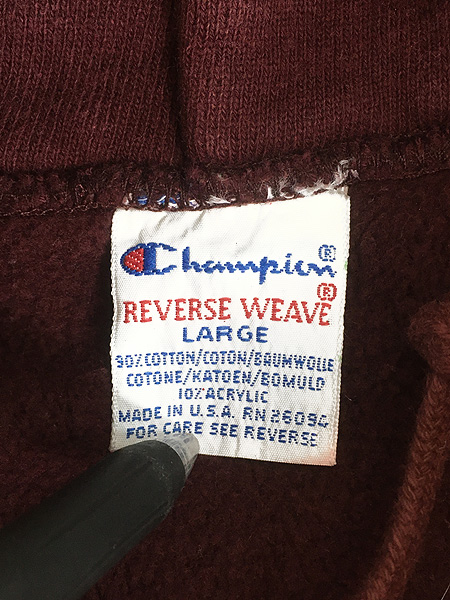 Champion®
REVERSE WEAVE®
LARGE
90% COTTON/COTON/BAUMWOLLE
COTONE/KATOEN/BOMULD
10% ACRYLIC
MADE IN U.S.A. RN 26094
FOR CARE SEE REVERSE